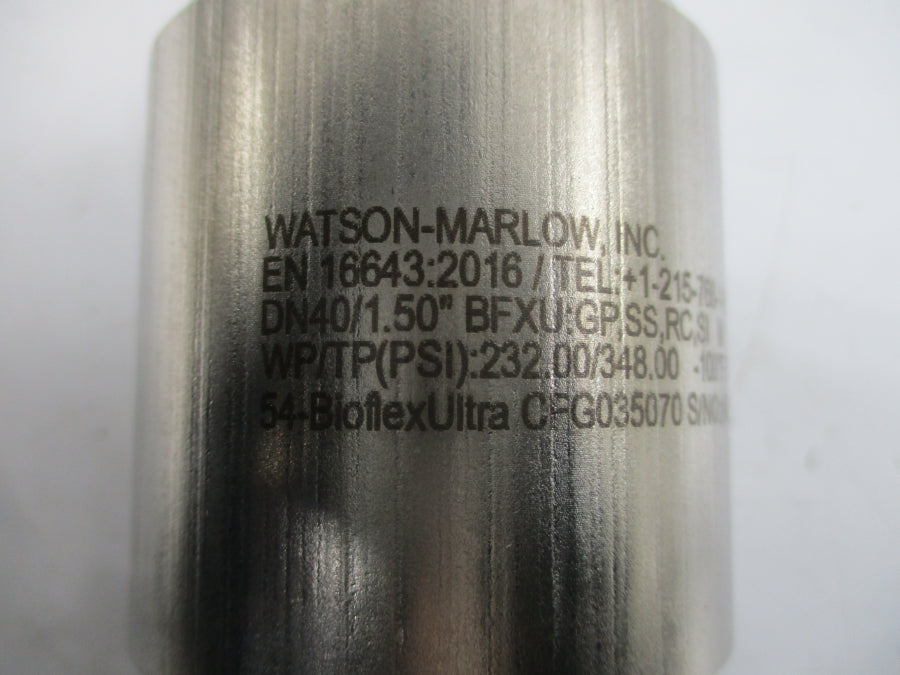 WATSON-MARLOW, INC.
EN 16643:2016 / TEL:+1-215-
DN40/1.50" BFXU:GP,SS,RC,SI
WP/TP(PSI):232.00/348.00
54-BioflexUltra CFG035070